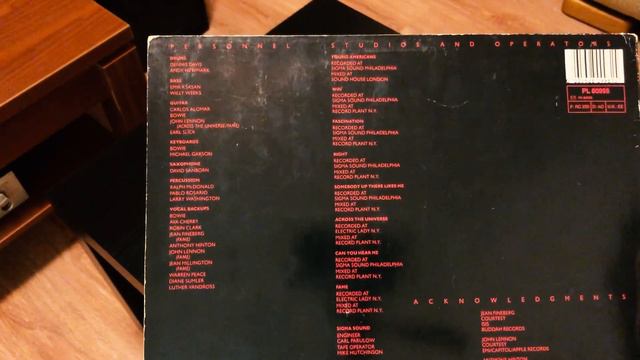 PERSONNEL
DRUMS
DENNIS DAVIS
ANDY NEWMARK
BASS
EMIR KSASAN
WILLY WEEKS
GUITAR
CARLOS ALOMAR
BOWIE
JOHN LENNON
(ACROSS THE UNIVERSE/FAME)
EARL SLICK
KEYBOARDS
BOWIE
MICHAEL GARSON
SAXOPHONE
DAVID SANBORN
PERCUSSION
RALPH McDONALD
PABLO ROSARIO
LARRY WASHINGTON
VOCAL BACKUPS
BOWIE
AVA CHERRY
ROBIN CLARK
JEAN FINEBERG
(FAME)
ANTHONY HINTON
JOHN LENNON
(FAME)
JEAN MILLINGTON
(FAME)
WARREN PEACE
DIANE SUMLER
LUTHER VANDROSS
STUDIOS AND OPERATORS
YOUNG AMERICANS
RECORDED AT
SIGMA SOUND PHILADELPHIA
MIXED AT
SOUND HOUSE LONDON
WIN
RECORDED AT
SIGMA SOUND PHILADELPHIA
MIXED AT
RECORD PLANT N.Y.
FASCINATION
RECORDED AT
SIGMA SOUND PHILADELPHIA
MIXED AT
RECORD PLANT N.Y.
RIGHT
RECORDED AT
SIGMA SOUND PHILADELPHIA
MIXED AT
RECORD PLANT N.Y.
SOMEBODY UP THERE LIKES ME
RECORDED AT
SIGMA SOUND PHILADELPHIA
MIXED AT
RECORD PLANT N.Y.
ACROSS THE UNIVERSE
RECORDED AT
ELECTRIC LADY N.Y.
MIXED AT
RECORD PLANT N.Y.
CAN YOU HEAR ME
RECORDED AT
SIGMA SOUND PHILADELPHIA
MIXED AT
RECORD PLANT N.Y.
FAME
RECORDED AT
ELECTRIC LADY N.Y.
MIXED AT
RECORD PLANT N.Y.
SIGMA SOUND
ENGINEER
CARL PARULOW
TAPE OPERATOR
MIKE HUTCHINSON
PL 80998
ACKNOWLEDGMENTS
JEAN FINEBERG
COURTESY
ISIS
BUDDAH RECORDS
JOHN LENNON
COURTESY
EMI/CAPITOL/APPLE RECORDS
ANTHONY HINTON